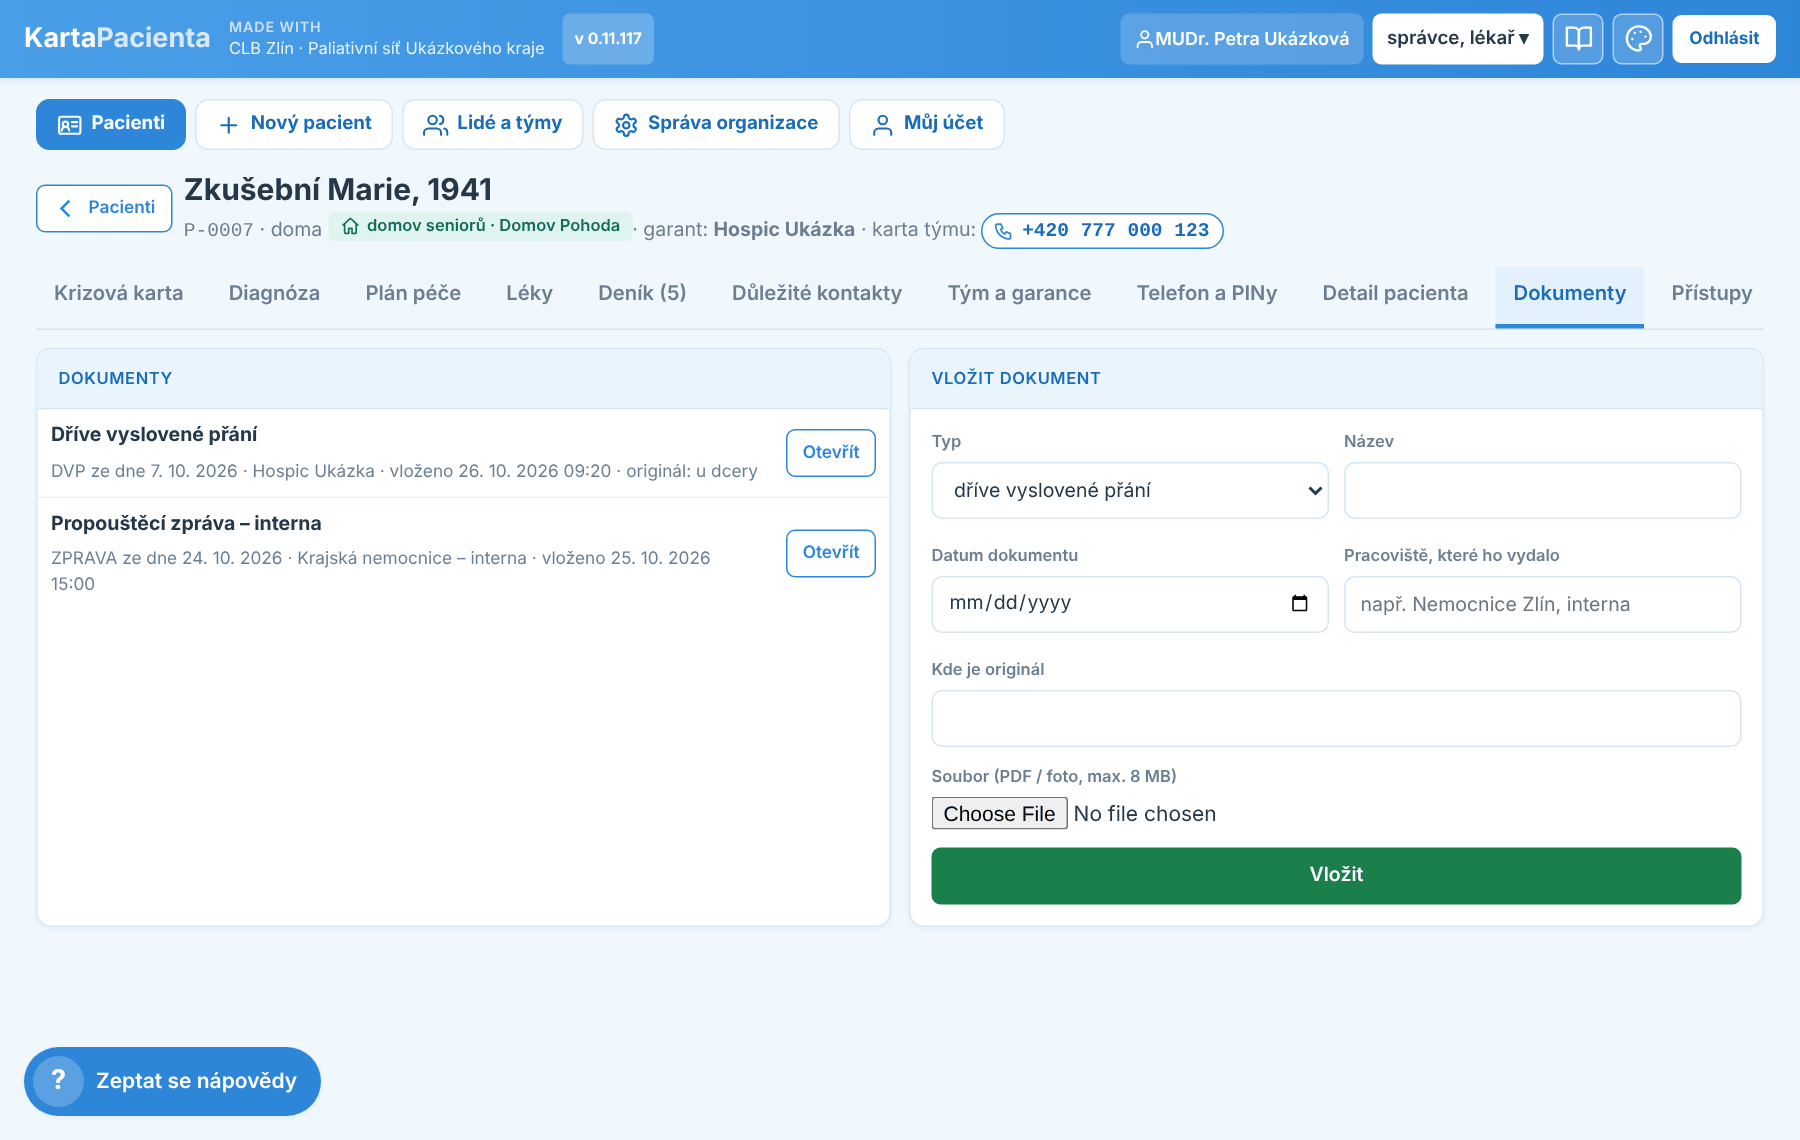 KartaPacienta
MADE WITH
CLB Zlín · Paliativní síť Ukázkového kraje
v 0.11.117
MUDr. Petra Ukázková
správce, lékař ▾
Odhlásit
Pacienti
Nový pacient
Lidé a týmy
Správa organizace
Můj účet
Pacienti
Zkušební Marie, 1941
P-0007 · doma domov seniorů · Domov Pohoda · garant: Hospic Ukázka · karta týmu: +420 777 000 123
Krizová karta
Diagnóza
Plán péče
Léky
Deník (5)
Důležité kontakty
Tým a garance
Telefon a PINy
Detail pacienta
Dokumenty
Přístupy
DOKUMENTY
Dříve vyslovené přání
DVP ze dne 7. 10. 2026 · Hospic Ukázka · vloženo 26. 10. 2026 09:20 · originál: u dcery
Otevřít
Propouštěcí zpráva – interna
ZPRAVA ze dne 24. 10. 2026 · Krajská nemocnice – interna · vloženo 25. 10. 2026
15:00
Otevřít
VLOŽIT DOKUMENT
Typ
dříve vyslovené přání
Název
Datum dokumentu
mm/dd/yyyy
Pracoviště, které ho vydalo
např. Nemocnice Zlín, interna
Kde je originál
Soubor (PDF / foto, max. 8 MB)
Choose File No file chosen
Vložit
? Zeptat se nápovědy